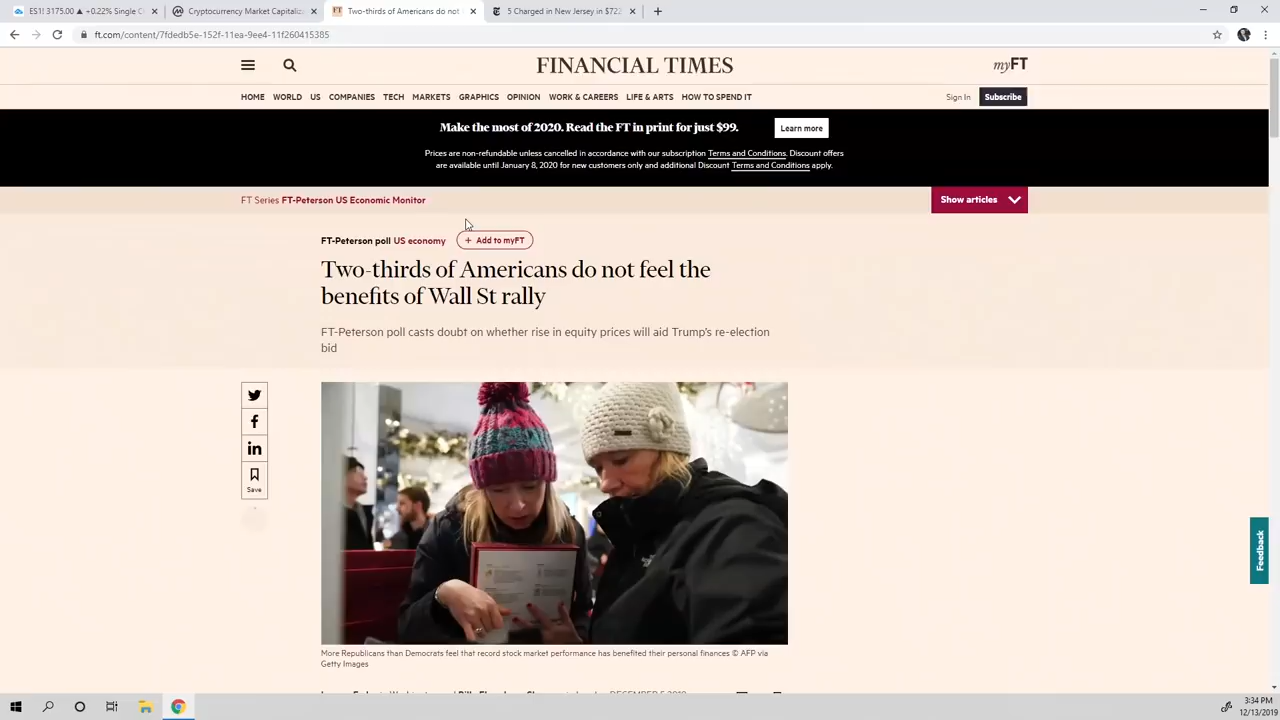 ES1! 3175.00 ▲ +0.22% Single C
Cryptocurrency Market Capitaliz
Two-thirds of Americans do not
5 Charged in New Jersey in $722
ft.com/content/7fdedb5e-152f-11ea-9ee4-11f260415385
FINANCIAL TIMES
myFT
HOME WORLD US COMPANIES TECH MARKETS GRAPHICS OPINION WORK & CAREERS LIFE & ARTS HOW TO SPEND IT
Sign In Subscribe
Make the most of 2020. Read the FT in print for just $99.
Learn more
Prices are non-refundable unless cancelled in accordance with our subscription Terms and Conditions. Discount offers
are available until January 8, 2020 for new customers only and additional Discount Terms and Conditions apply.
FT Series FT-Peterson US Economic Monitor
Show articles
FT-Peterson poll US economy + Add to myFT
Two-thirds of Americans do not feel the
benefits of Wall St rally
FT-Peterson poll casts doubt on whether rise in equity prices will aid Trump's re-election
bid
Save
Feedback
More Republicans than Democrats feel that record stock market performance has benefited their personal finances © AFP via
Getty Images
3:34 PM
12/13/2019